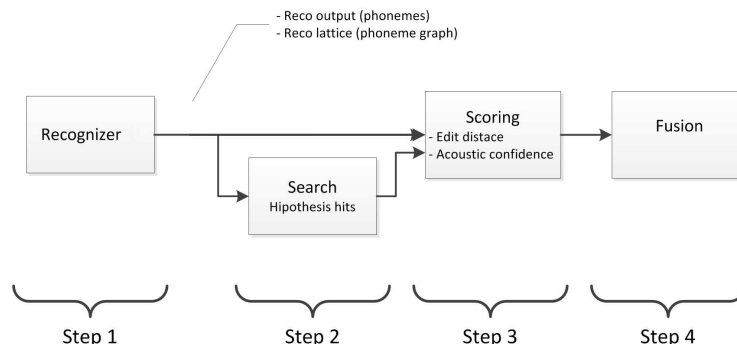 - Reco output (phonemes)
- Reco lattice (phoneme graph)
Recognizer
Search
Hipothesis hits
Scoring
- Edit distace
- Acoustic confidence
Fusion
Step 1
Step 2
Step 3
Step 4